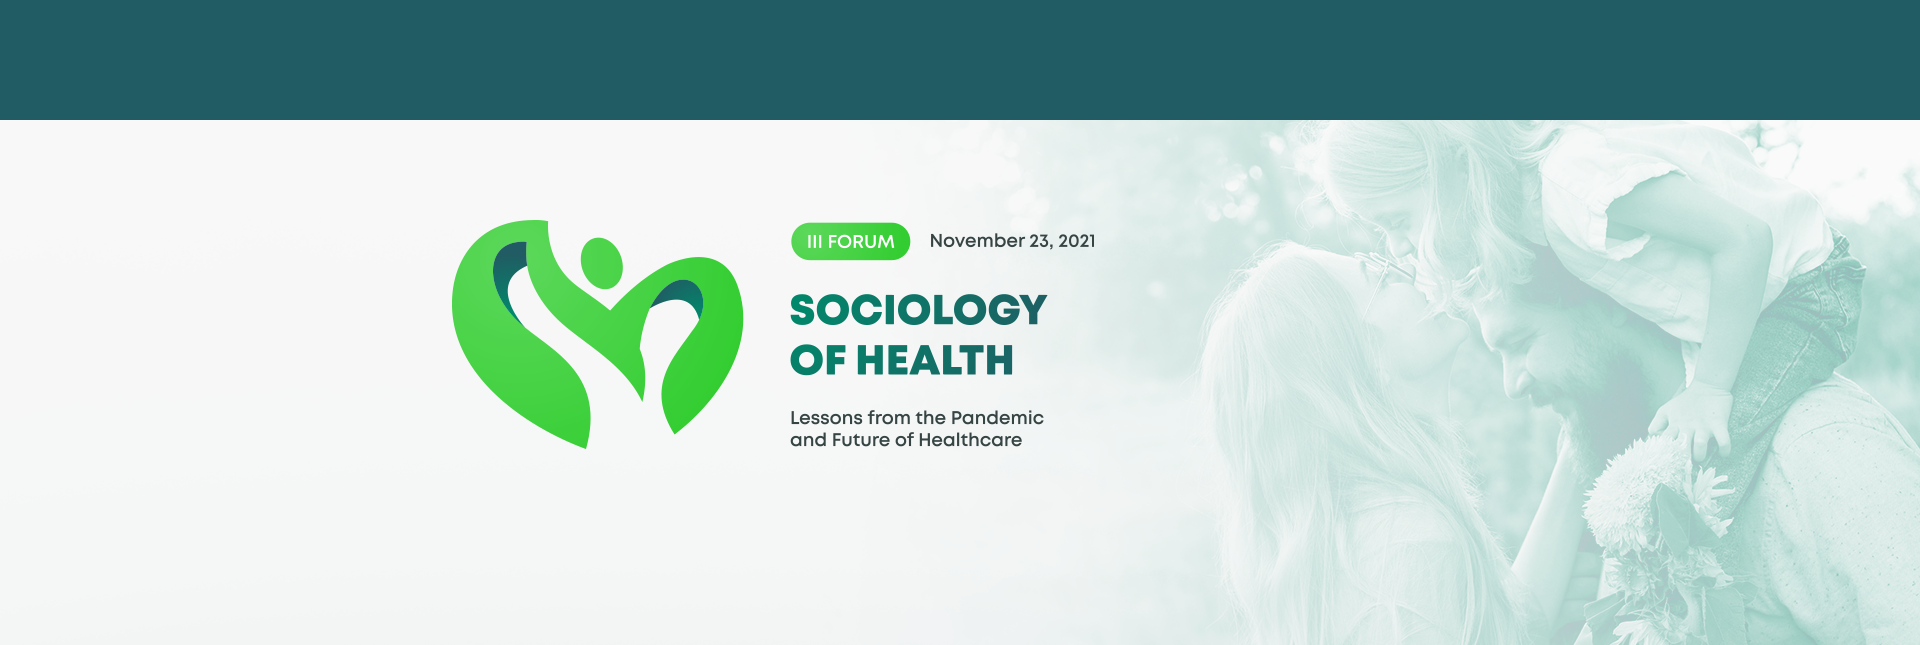 III FORUM November 23, 2021
SOCIOLOGY
OF HEALTH
Lessons from the Pandemic
and Future of Healthcare